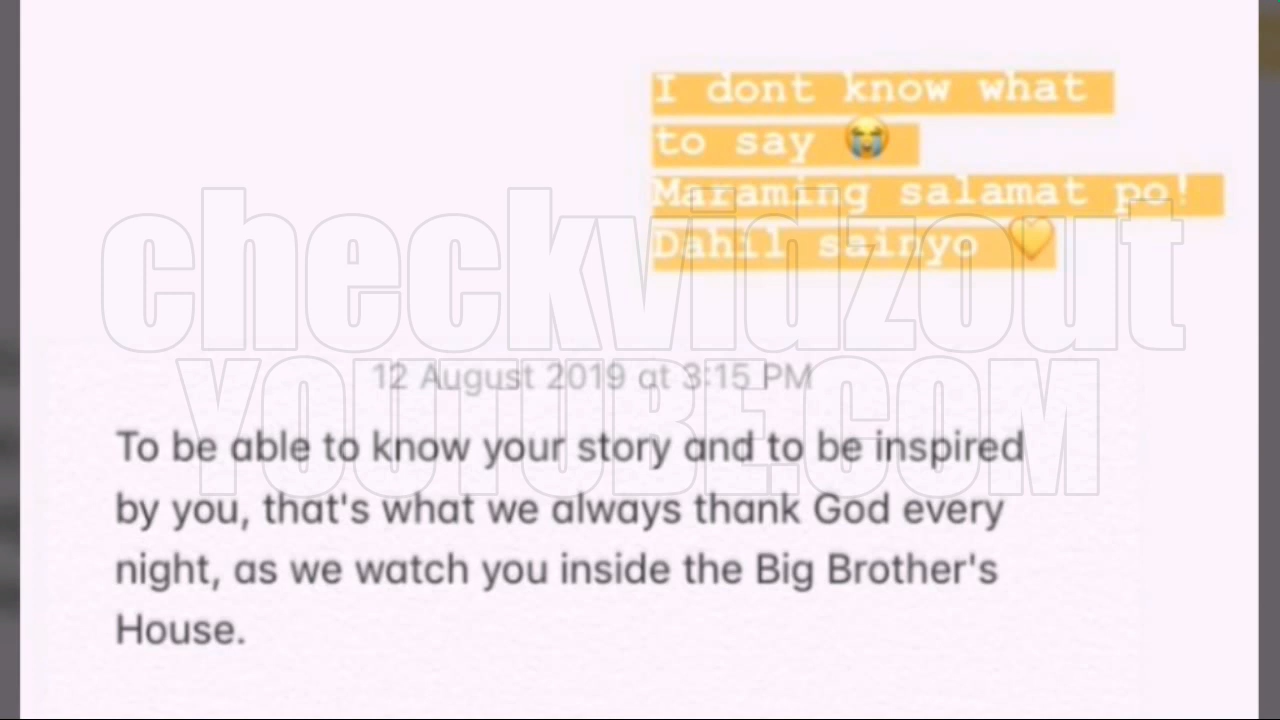 I dont know what
to say 😭
Maraming salamat po!
Dahil sainyo 💛
checkvidzout
YOUTUBE.COM
12 August 2019 at 3:15 PM
To be able to know your story and to be inspired
by you, that's what we always thank God every
night, as we watch you inside the Big Brother's
House.